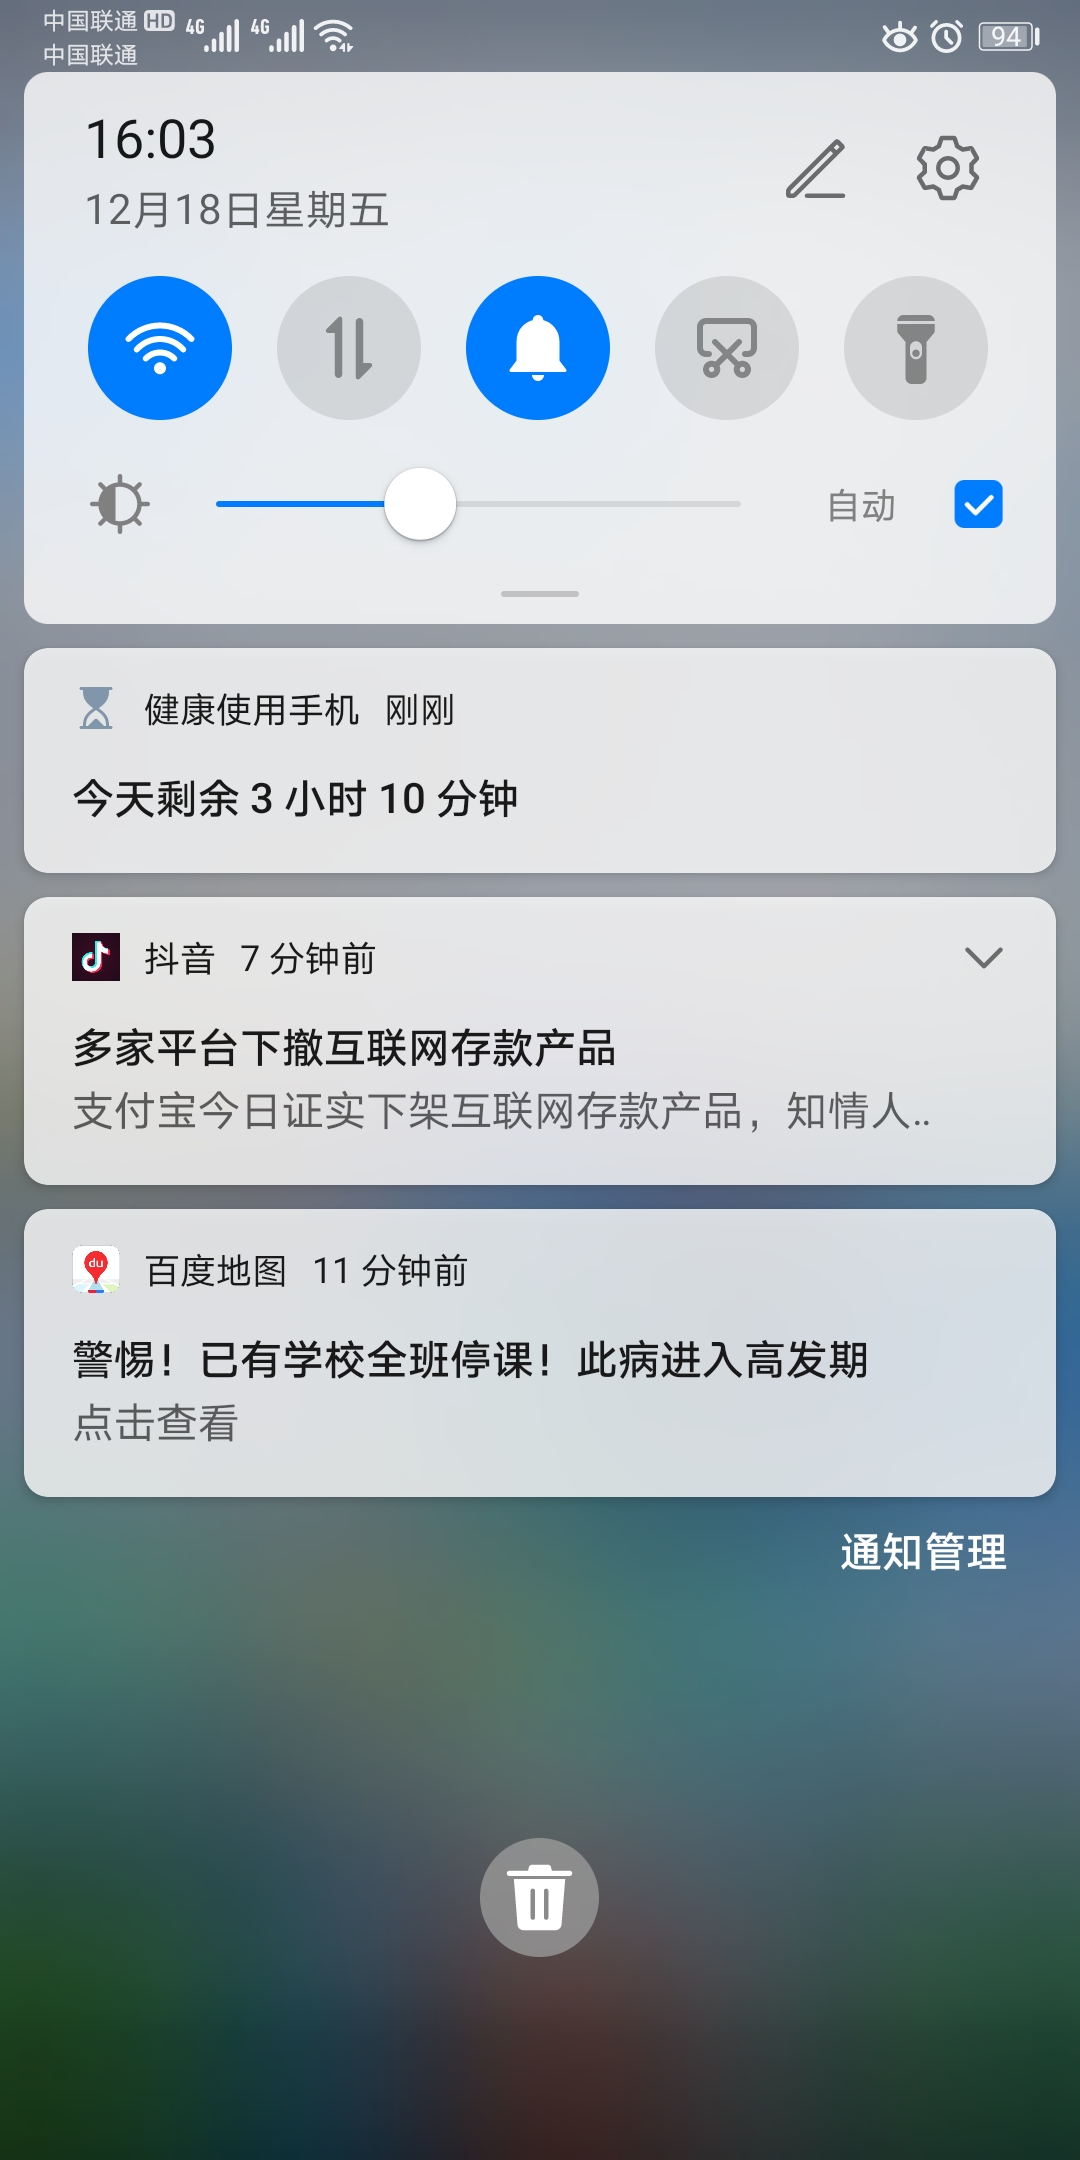 中国联通 HD 4G 4G 94
中国联通
16:03
12月18日星期五
自动
健康使用手机 刚刚
今天剩余 3 小时 10 分钟
抖音 7 分钟前
多家平台下撤互联网存款产品
支付宝今日证实下架互联网存款产品，知情人..
du 百度地图 11 分钟前
警惕！已有学校全班停课！此病进入高发期
点击查看
通知管理